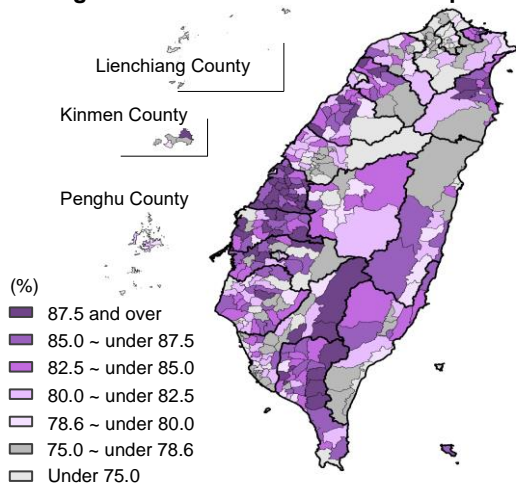 Lienchiang County
Kinmen County
Penghu County
(%)
87.5 and over
85.0 ~ under 87.5
82.5 ~ under 85.0
80.0 ~ under 82.5
78.6 ~ under 80.0
75.0 ~ under 78.6
Under 75.0